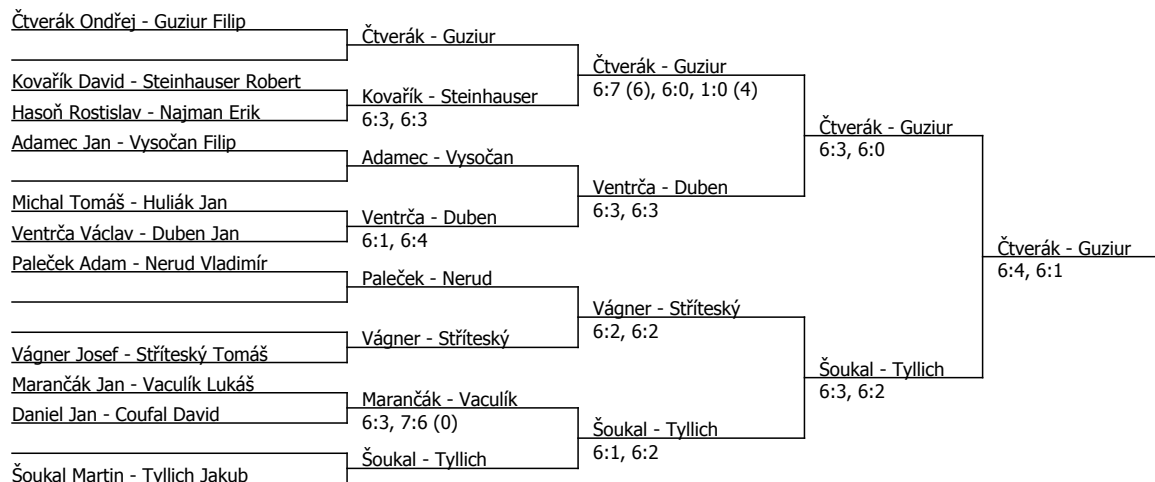 Čtverák Ondřej - Guziur Filip
Kovařík David - Steinhauser Robert
Hasoň Rostislav - Najman Erik
Adamec Jan - Vysočan Filip
Michal Tomáš - Huliák Jan
Ventrča Václav - Duben Jan
Paleček Adam - Nerud Vladimír
Vágner Josef - Stříteský Tomáš
Marančák Jan - Vaculík Lukáš
Daniel Jan - Coufal David
Šoukal Martin - Tyllich Jakub
Čtverák - Guziur
Kovařík - Steinhauser
6:3, 6:3
Adamec - Vysočan
Ventrča - Duben
6:1, 6:4
Paleček - Nerud
Vágner - Stříteský
Marančák - Vaculík
6:3, 7:6 (0)
Šoukal - Tyllich
Čtverák - Guziur
6:7 (6), 6:0, 1:0 (4)
Ventrča - Duben
6:3, 6:3
Vágner - Stříteský
6:2, 6:2
Šoukal - Tyllich
6:1, 6:2
Čtverák - Guziur
6:3, 6:0
Šoukal - Tyllich
6:3, 6:2
Čtverák - Guziur
6:4, 6:1